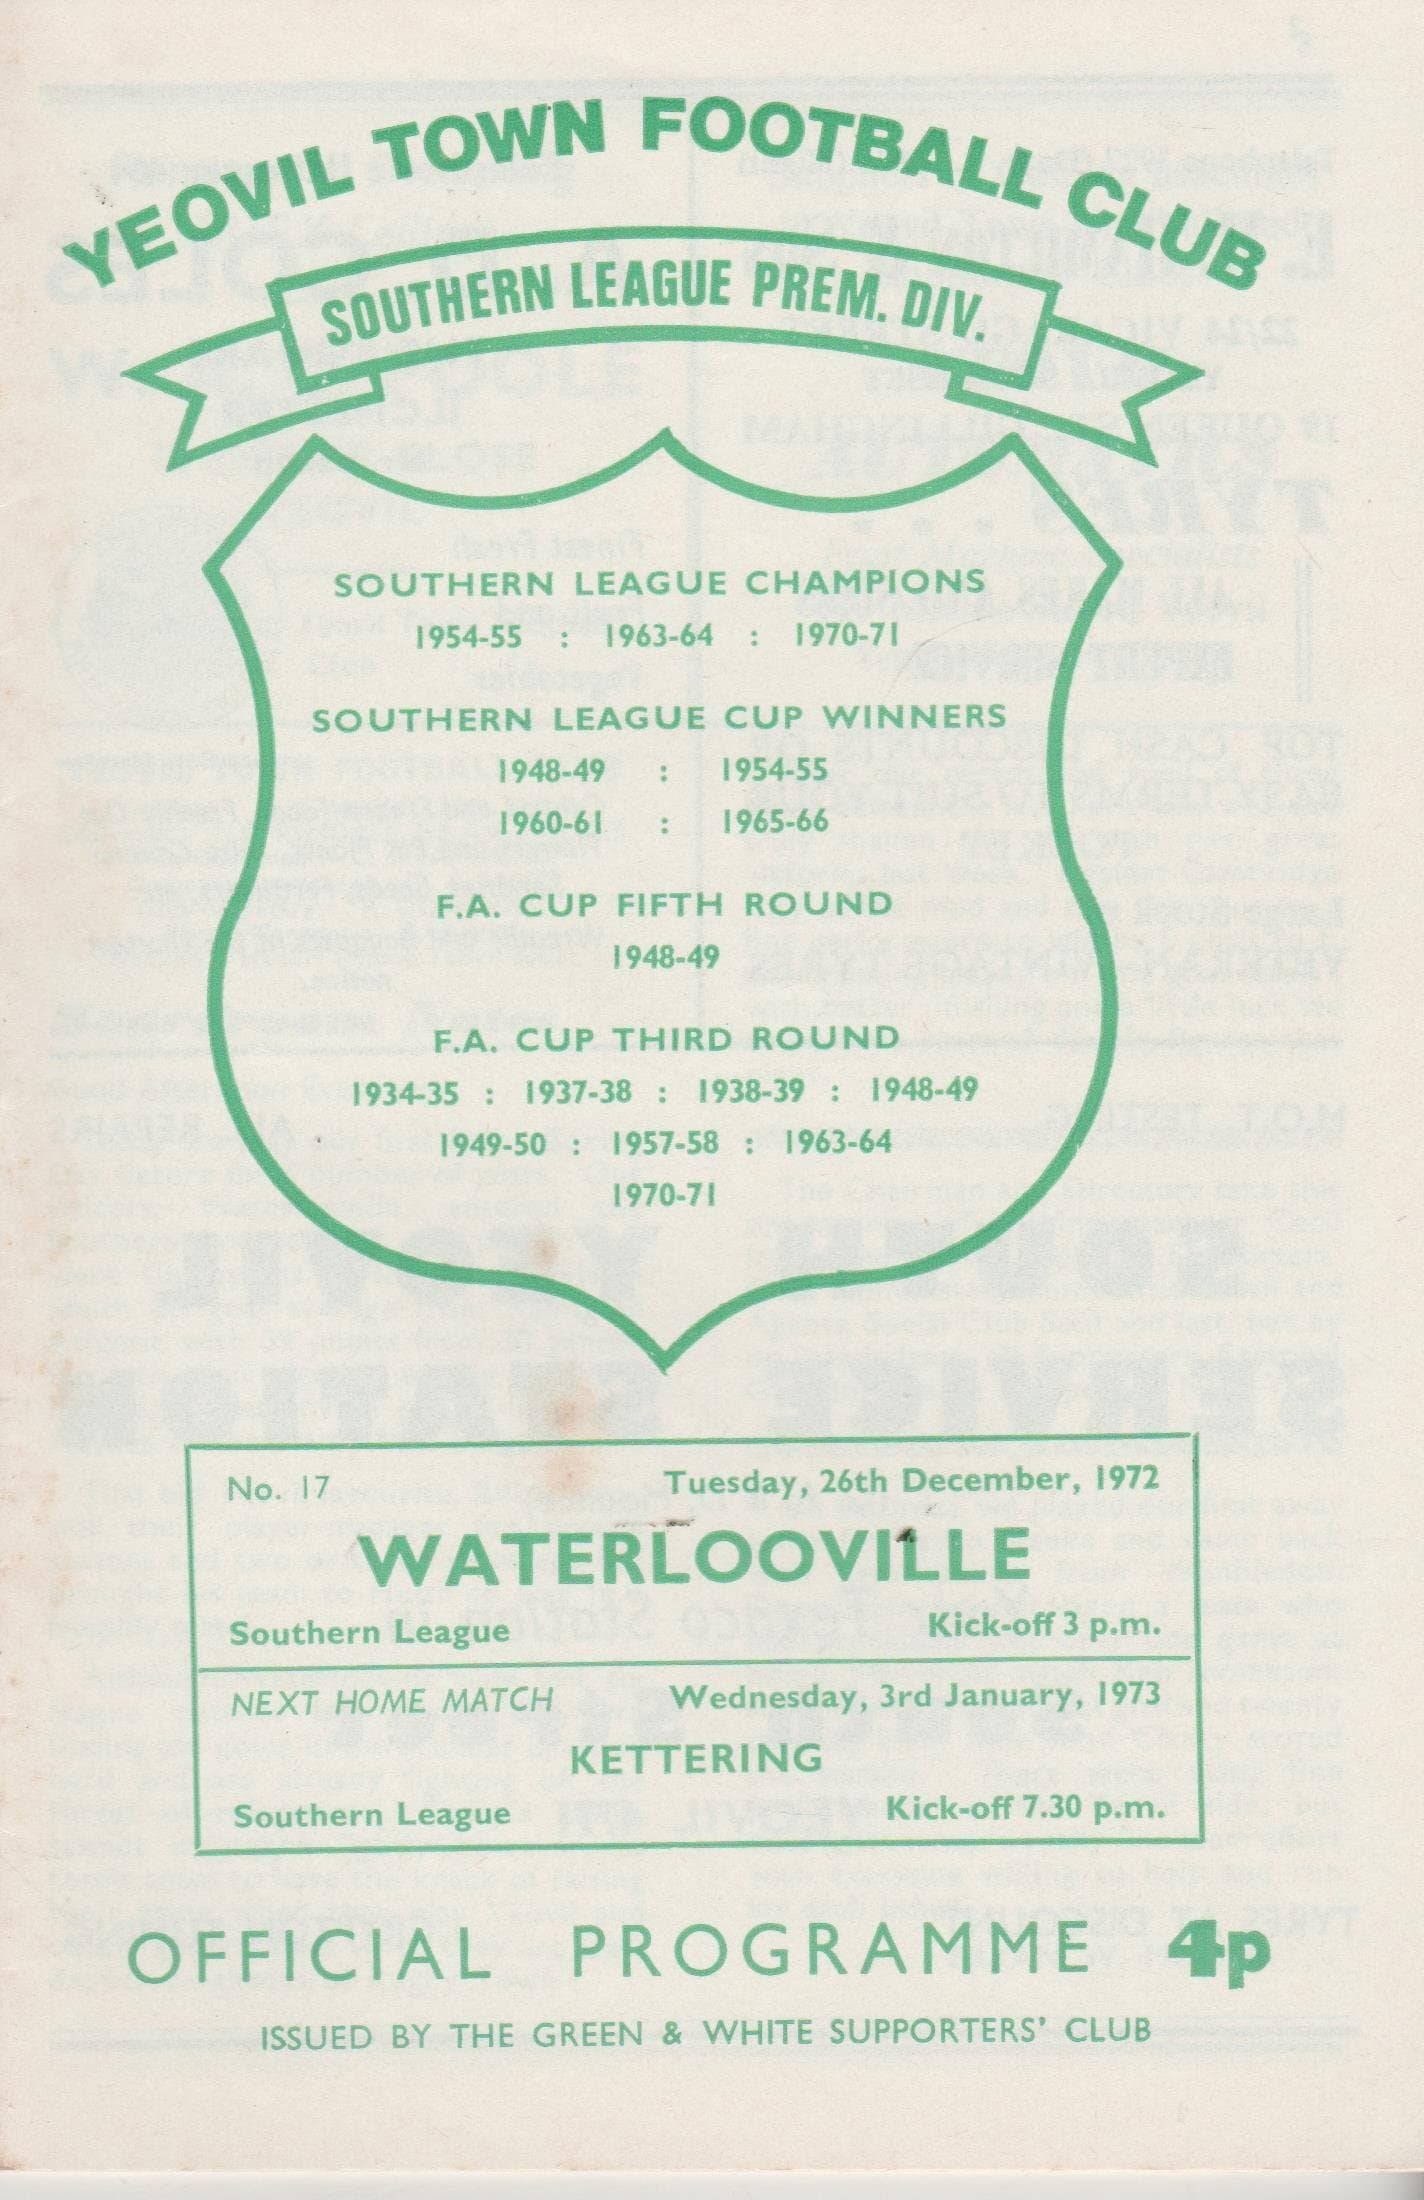 YEOVIL TOWN FOOTBALL CLUB
SOUTHERN LEAGUE PREM. DIV.
SOUTHERN LEAGUE CHAMPIONS
1954-55 : 1963-64 : 1970-71
SOUTHERN LEAGUE CUP WINNERS
1948-49 : 1954-55
1960-61 : 1965-66
F.A. CUP FIFTH ROUND
1948-49
F.A. CUP THIRD ROUND
1934-35 : 1937-38 : 1938-39 : 1948-49
1949-50 : 1957-58 : 1963-64
1970-71
No. 17 Tuesday, 26th December, 1972
WATERLOOVILLE
Southern League Kick-off 3 p.m.
NEXT HOME MATCH Wednesday, 3rd January, 1973
KETTERING
Southern League Kick-off 7.30 p.m.
OFFICIAL PROGRAMME 4p
ISSUED BY THE GREEN & WHITE SUPPORTERS' CLUB